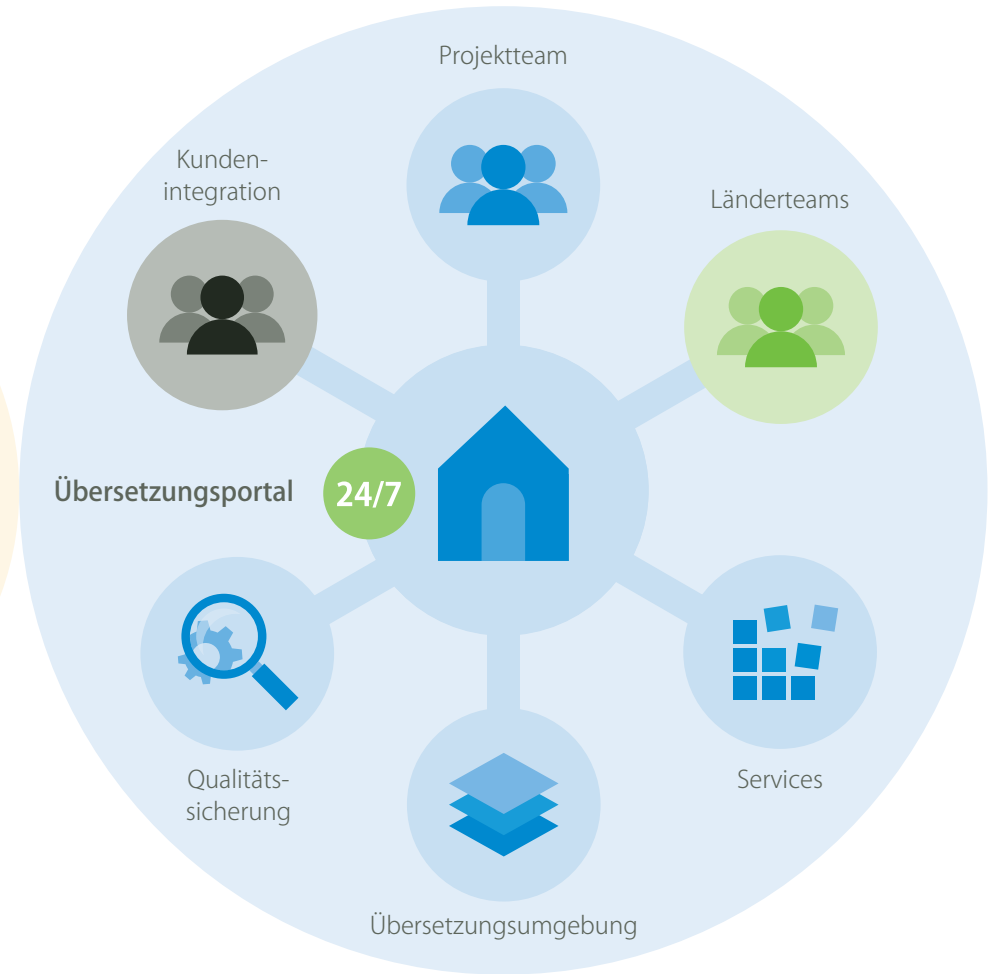 Projektteam
Kunden-
integration
Länderteams
Übersetzungsportal
24/7
Qualitäts-
sicherung
Services
Übersetzungsumgebung